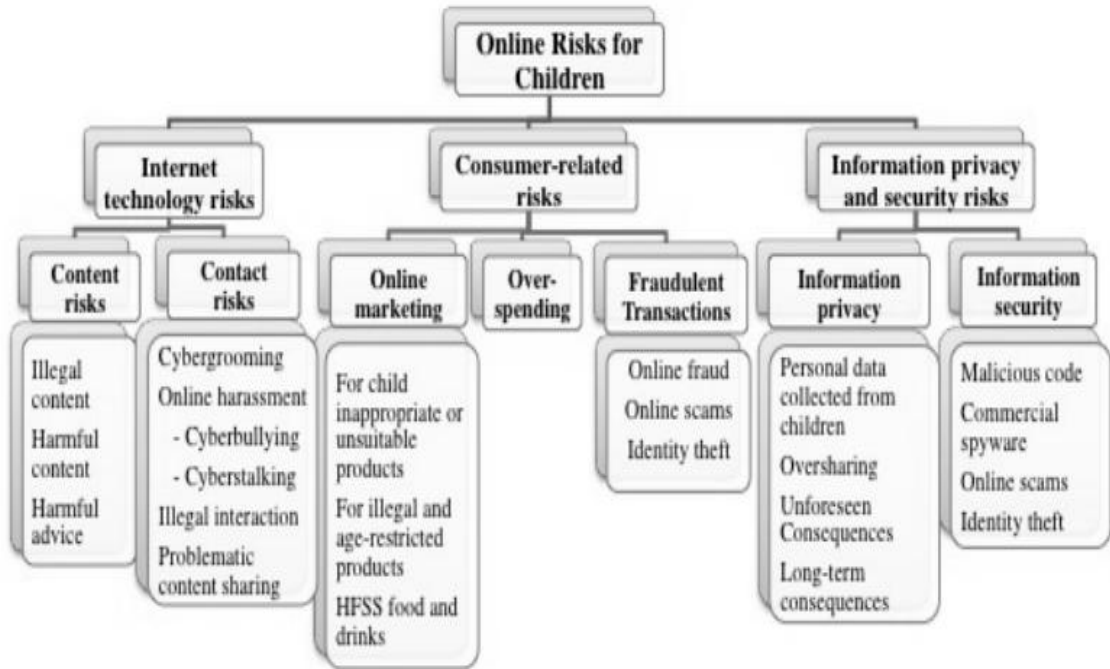 Online Risks for
Children
Internet
technology risks
Consumer-related
risks
Information privacy
and security risks
Content
risks
Contact
risks
Online
marketing
Over-
spending
Fraudulent
Transactions
Information
privacy
Information
security
Illegal
content
Harmful
content
Harmful
advice
Cybergrooming
Online harassment
- Cyberbullying
- Cyberstalking
Illegal interaction
Problematic
content sharing
For child
inappropriate or
unsuitable
products
For illegal and
age-restricted
products
HFSS food and
drinks
Online fraud
Online scams
Identity theft
Personal data
collected from
children
Oversharing
Unforeseen
Consequences
Long-term
consequences
Malicious code
Commercial
spyware
Online scams
Identity theft